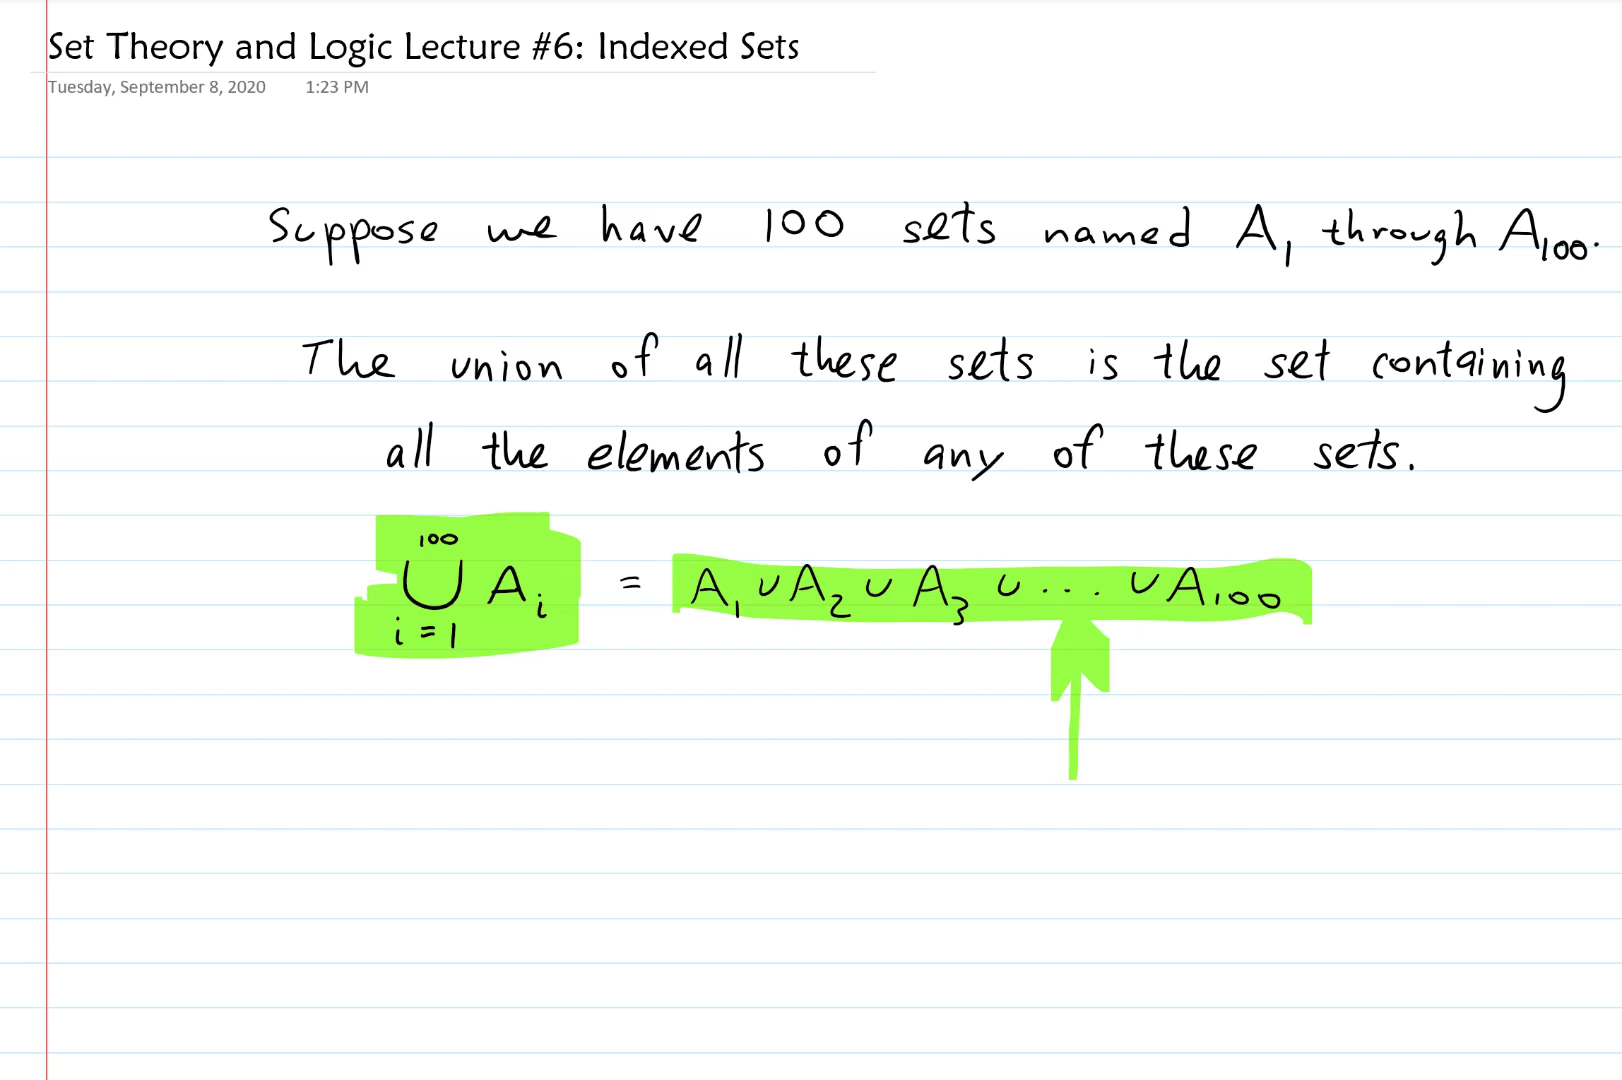 Set Theory and Logic Lecture #6: Indexed Sets
Tuesday, September 8, 2020 1:23 PM
Suppose we have 100 sets named A₁ through A₁₀₀.
The union of all these sets is the set containing
all the elements of any of these sets.
100
⋃ Aᵢ = A₁ ∪ A₂ ∪ A₃ ∪ ... ∪ A₁₀₀
i = 1